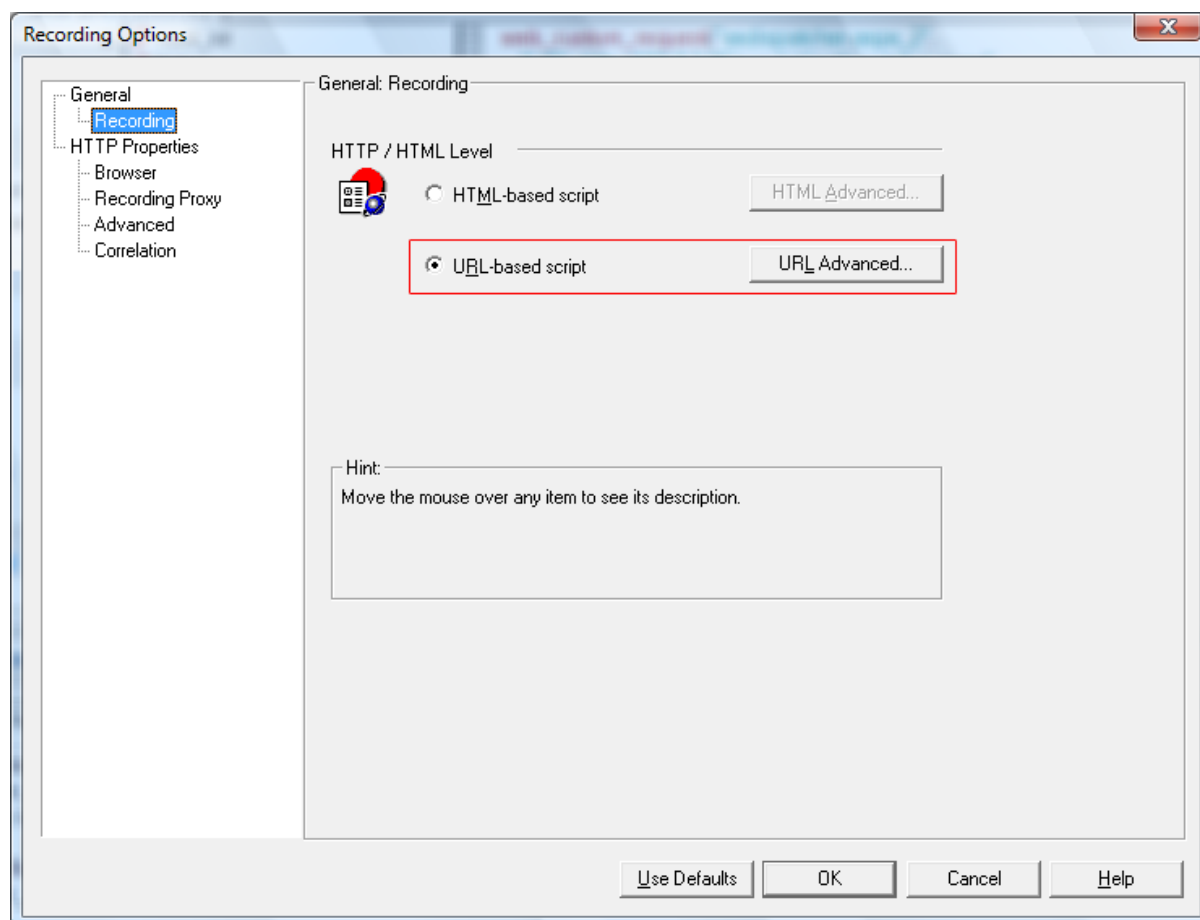 Recording Options
General
Recording
HTTP Properties
Browser
Recording Proxy
Advanced
Correlation
General: Recording
HTTP / HTML Level
HTML-based script
HTML Advanced...
URL-based script
URL Advanced...
Hint:
Move the mouse over any item to see its description.
Use Defaults
OK
Cancel
Help